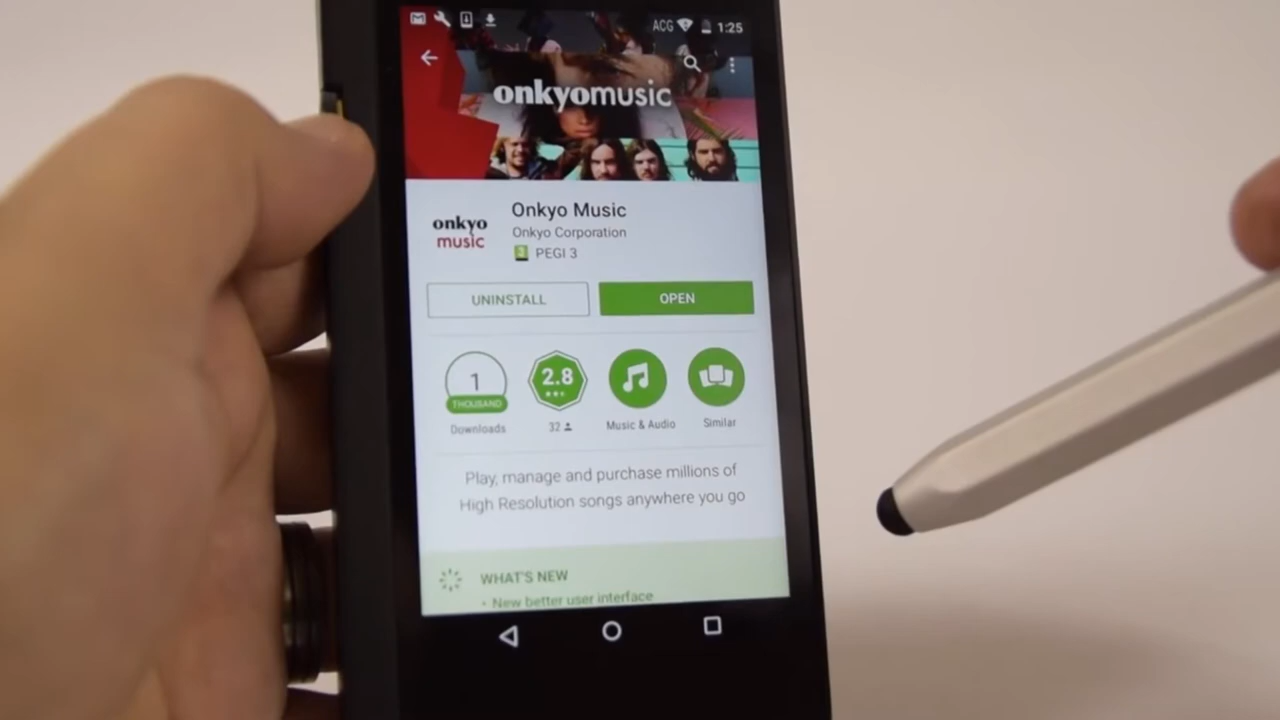 ACG 1:25
onkyomusic
onkyo
music
Onkyo Music
Onkyo Corporation
3 PEGI 3
UNINSTALL
OPEN
1
THOUSAND
Downloads
2.8
32
Music & Audio
Similar
Play, manage and purchase millions of
High Resolution songs anywhere you go
WHAT'S NEW
• New better user interface